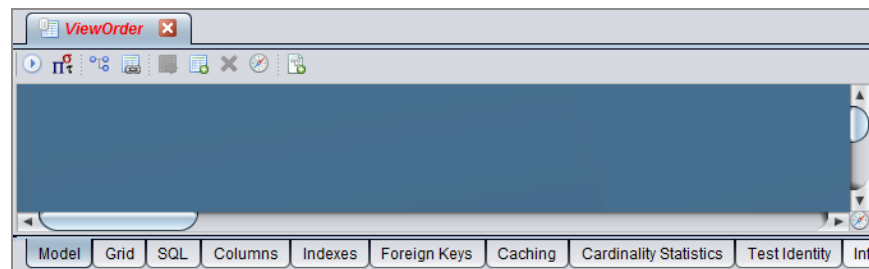 ViewOrder
Model Grid SQL Columns Indexes Foreign Keys Caching Cardinality Statistics Test Identity